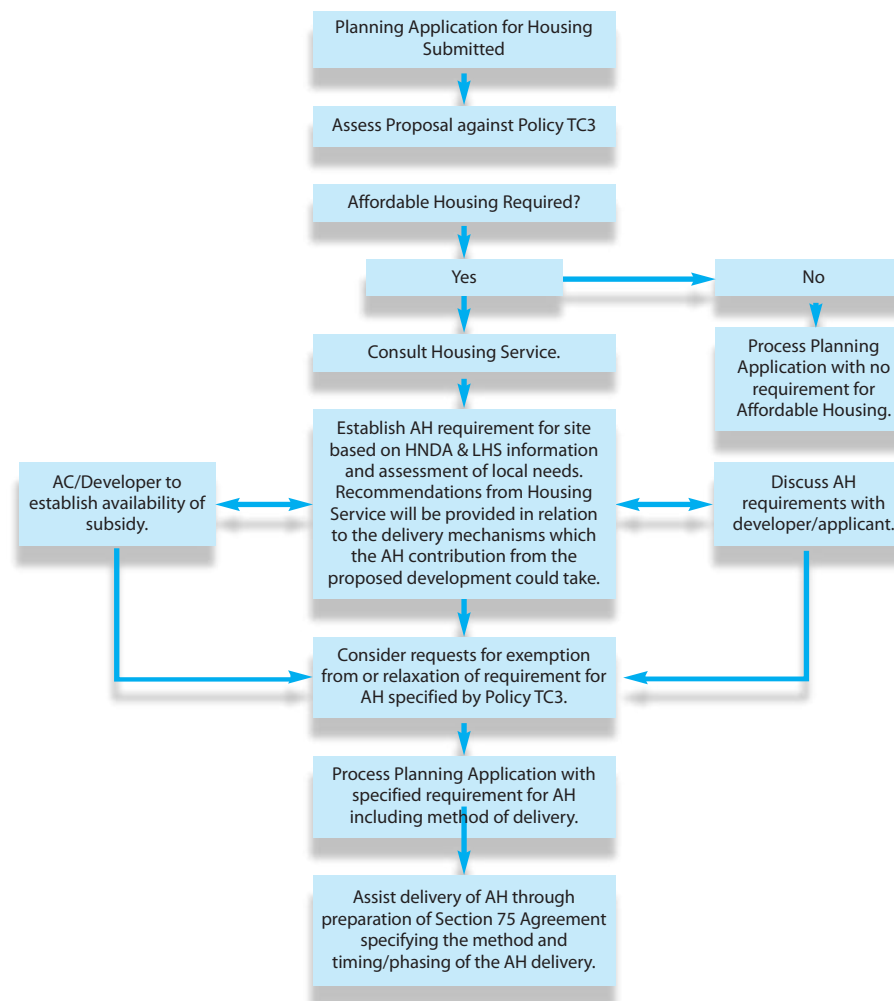 Planning Application for Housing
Submitted
Assess Proposal against Policy TC3
Affordable Housing Required?
Yes
No
Consult Housing Service.
Process Planning
Application with no
requirement for
Affordable Housing.
Establish AH requirement for site
based on HNDA & LHS information
and assessment of local needs.
Recommendations from Housing
Service will be provided in relation
to the delivery mechanisms which
the AH contribution from the
proposed development could take.
AC/Developer to
establish availability of
subsidy.
Discuss AH
requirements with
developer/applicant.
Consider requests for exemption
from or relaxation of requirement for
AH specified by Policy TC3.
Process Planning Application with
specified requirement for AH
including method of delivery.
Assist delivery of AH through
preparation of Section 75 Agreement
specifying the method and
timing/phasing of the AH delivery.